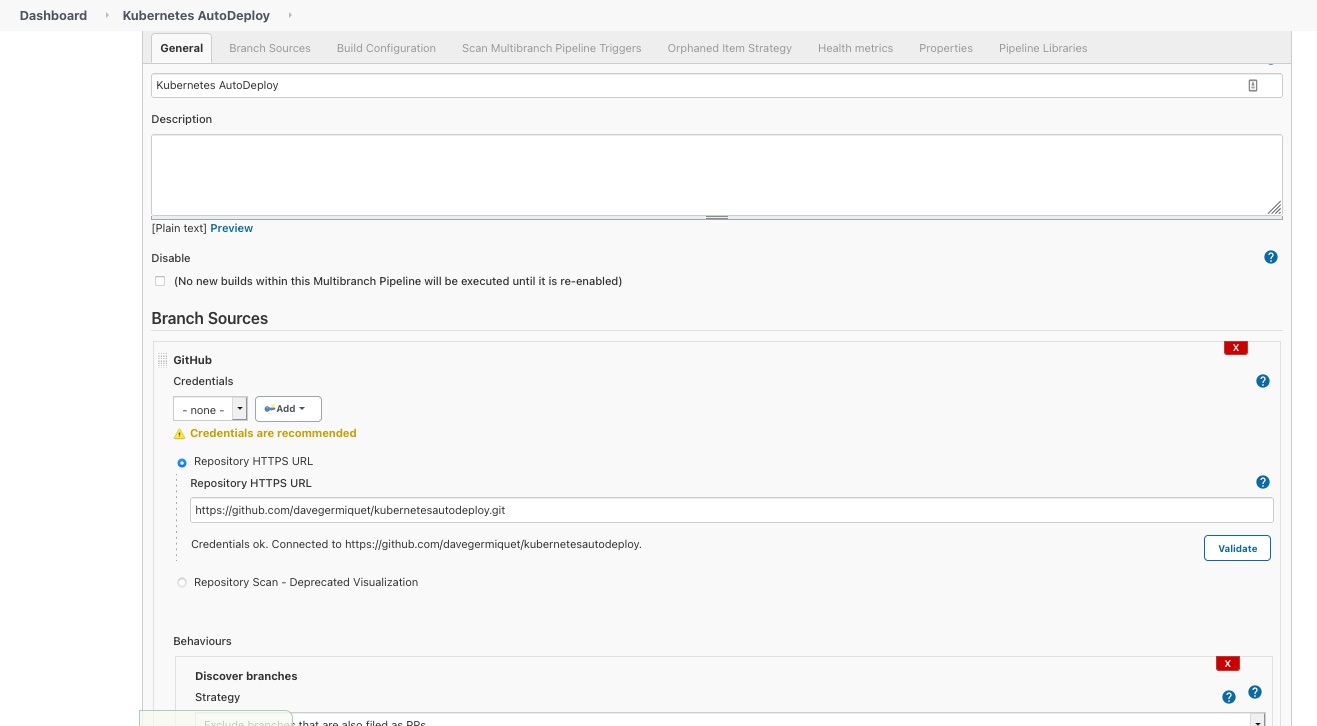 Dashboard Kubernetes AutoDeploy
General Branch Sources Build Configuration Scan Multibranch Pipeline Triggers Orphaned Item Strategy Health metrics Properties Pipeline Libraries
Kubernetes AutoDeploy
Description
[Plain text] Preview
Disable
?
(No new builds within this Multibranch Pipeline will be executed until it is re-enabled)
Branch Sources
X
GitHub
Credentials
?
- none - Add
Credentials are recommended
Repository HTTPS URL
Repository HTTPS URL
?
https://github.com/davegermiquet/kubernetesautodeploy.git
Credentials ok. Connected to https://github.com/davegermiquet/kubernetesautodeploy.
Validate
Repository Scan - Deprecated Visualization
Behaviours
X
Discover branches
Strategy
? ?
Exclude branches that are also filed as PRs